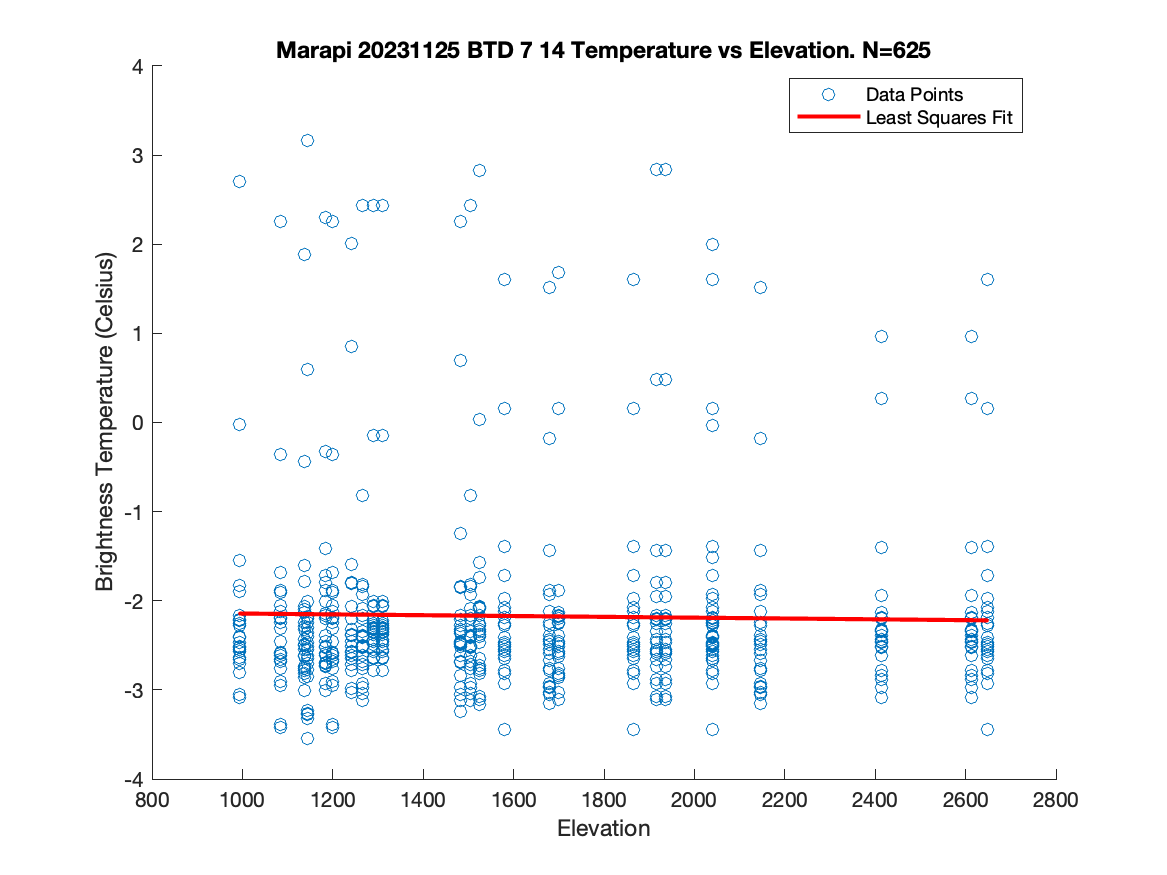 Marapi 20231125 BTD 7 14 Temperature vs Elevation. N=625
Data Points
Least Squares Fit
Brightness Temperature (Celsius)
4
3
2
1
0
-1
-2
-3
-4
800 1000 1200 1400 1600 1800 2000 2200 2400 2600 2800
Elevation